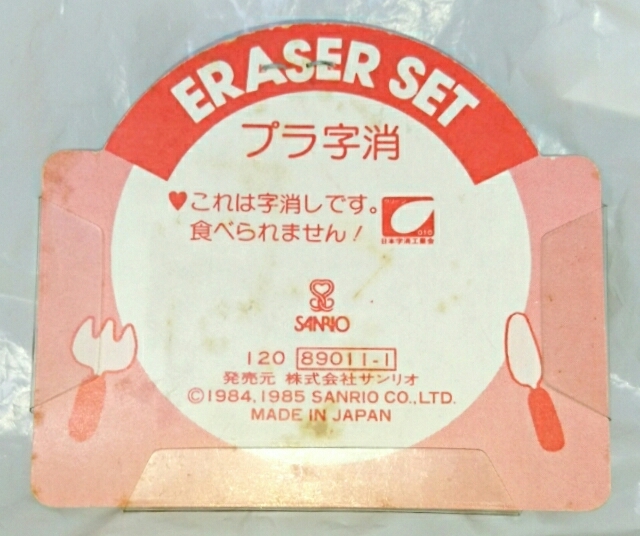 ERASER SET
プラ字消
♥これは字消しです。
食べられません!
010
日本字消工業会
SANRIO
120 89011-1
発売元 株式会社サンリオ
©1984,1985 SANRIO CO.,LTD.
MADE IN JAPAN